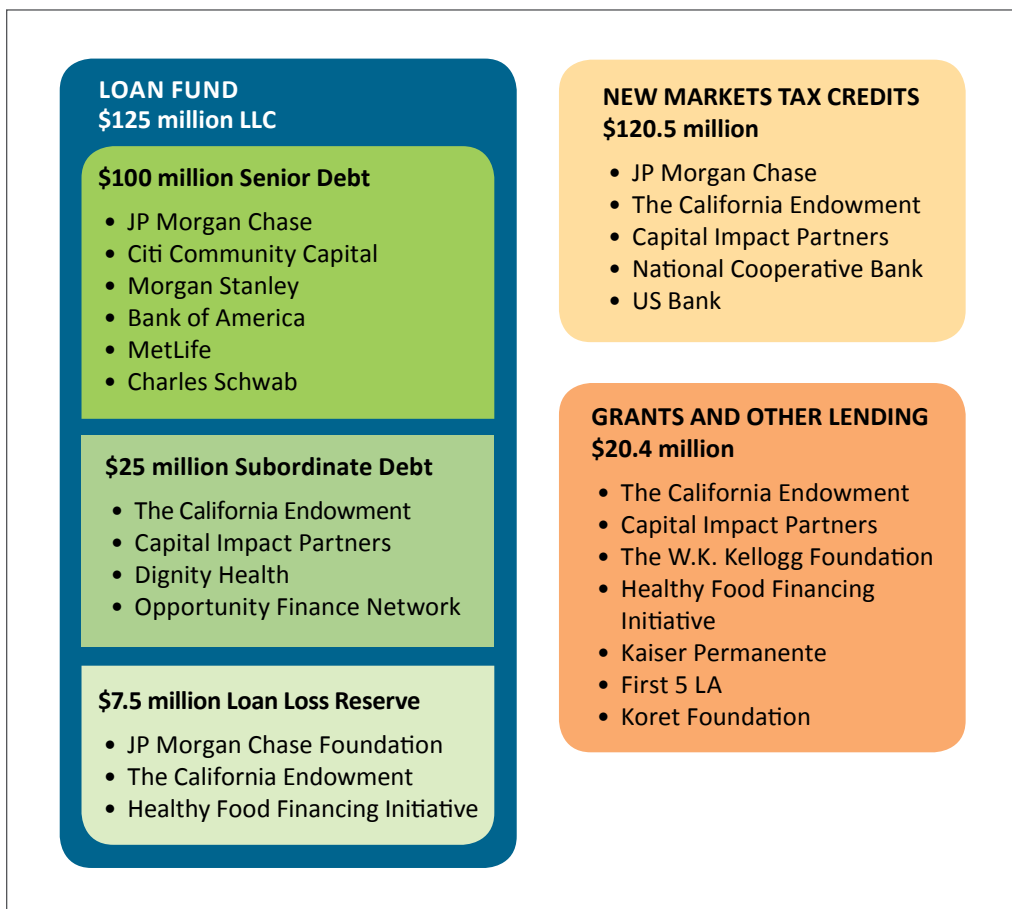 LOAN FUND
$125 million LLC
$100 million Senior Debt
• JP Morgan Chase
• Citi Community Capital
• Morgan Stanley
• Bank of America
• MetLife
• Charles Schwab
$25 million Subordinate Debt
• The California Endowment
• Capital Impact Partners
• Dignity Health
• Opportunity Finance Network
$7.5 million Loan Loss Reserve
• JP Morgan Chase Foundation
• The California Endowment
• Healthy Food Financing Initiative
NEW MARKETS TAX CREDITS
$120.5 million
• JP Morgan Chase
• The California Endowment
• Capital Impact Partners
• National Cooperative Bank
• US Bank
GRANTS AND OTHER LENDING
$20.4 million
• The California Endowment
• Capital Impact Partners
• The W.K. Kellogg Foundation
• Healthy Food Financing
Initiative
• Kaiser Permanente
• First 5 LA
• Koret Foundation